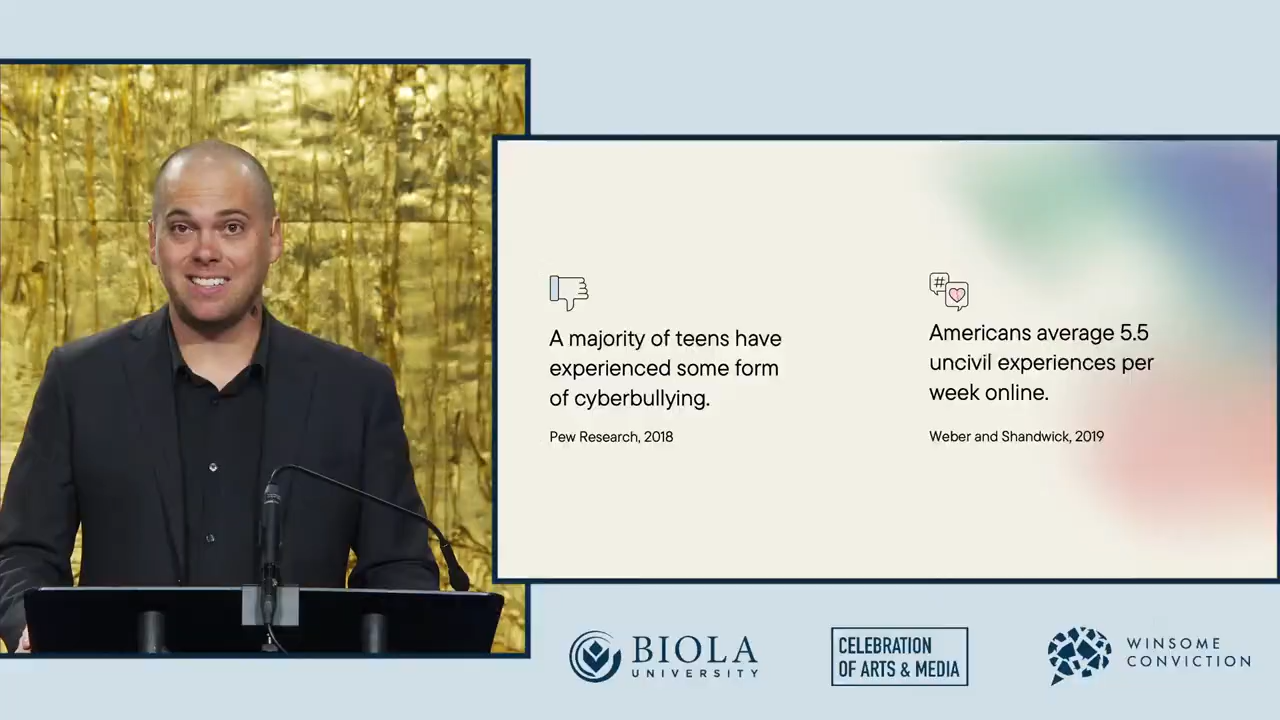 A majority of teens have
experienced some form
of cyberbullying.
Pew Research, 2018
#
Americans average 5.5
uncivil experiences per
week online.
Weber and Shandwick, 2019
BIOLA
UNIVERSITY
CELEBRATION
OF ARTS & MEDIA
WINSOME
CONVICTION